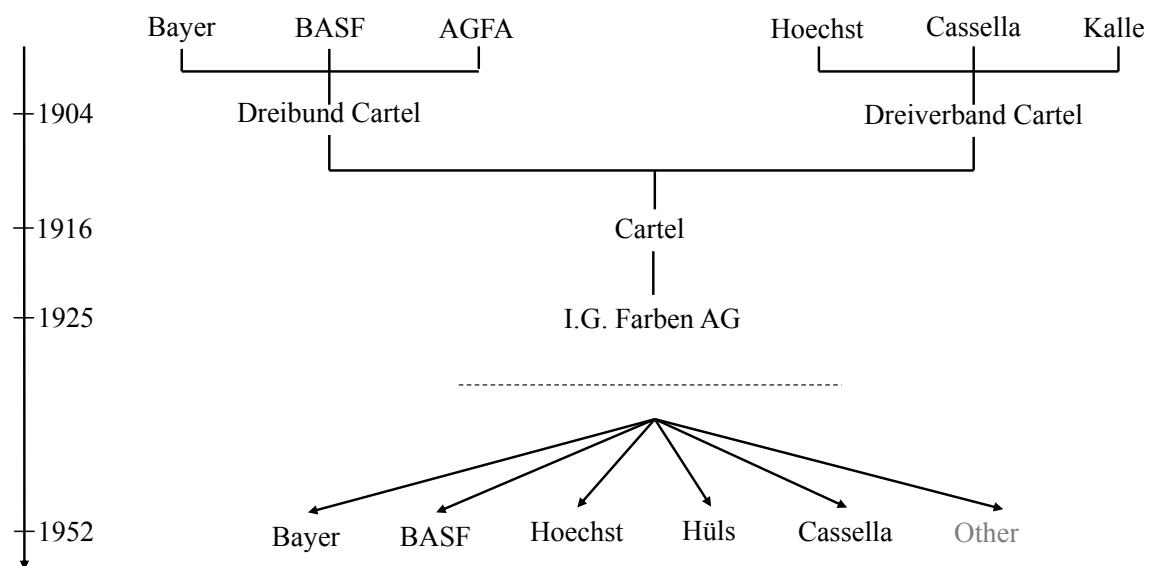 Bayer BASF AGFA Hoechst Cassella Kalle
1904 Dreibund Cartel Dreiverband Cartel
1916 Cartel
1925 I.G. Farben AG
1952 Bayer BASF Hoechst Hüls Cassella Other